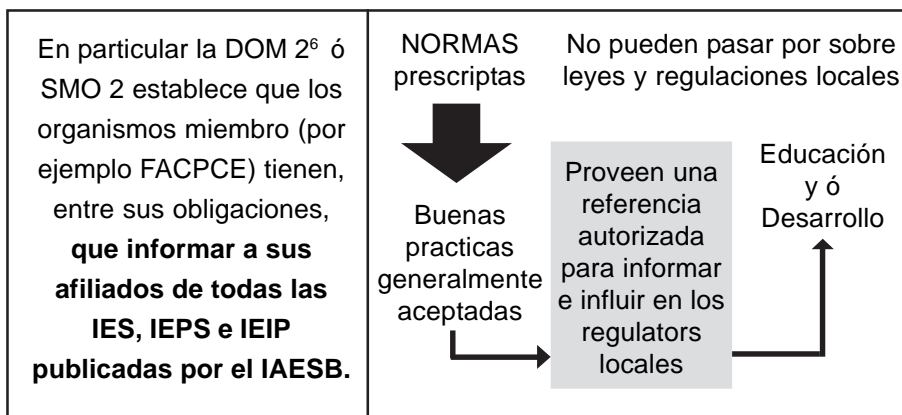 En particular la DOM 2⁶ ó
SMO 2 establece que los
organismos miembro (por
ejemplo FACPCE) tienen,
entre sus obligaciones,
que informar a sus
afiliados de todas las
IES, IEPS e IEIP
publicadas por el IAESB.
NORMAS
prescriptas
No pueden pasar por sobre
leyes y regulaciones locales
Buenas
practicas
generalmente
aceptadas
Proveen una
referencia
autorizada
para informar
e influir en los
regulators
locales
Educación
y ó
Desarrollo